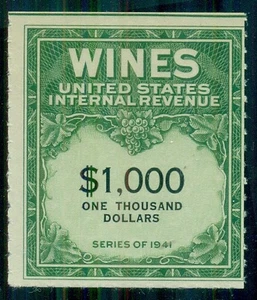 WINES
UNITED STATES
INTERNAL REVENUE
$1,000
ONE THOUSAND
DOLLARS
SERIES OF 1941